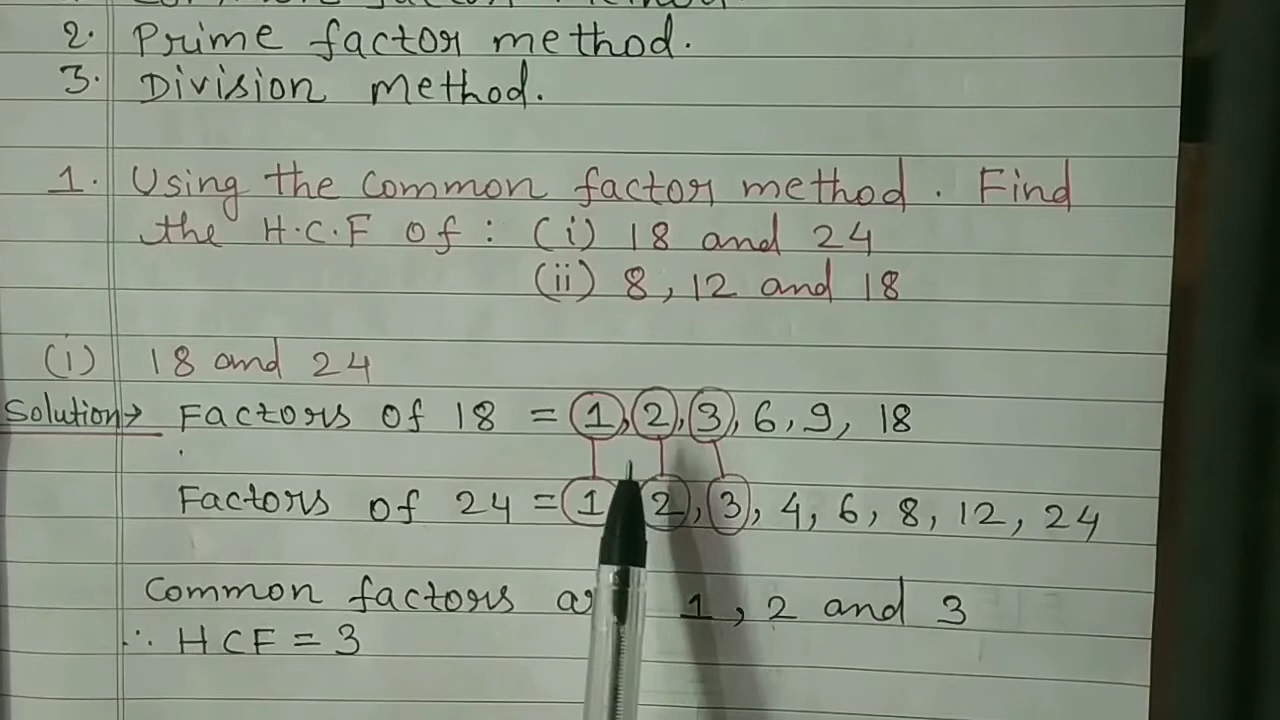 2. Prime factor method.
3. Division method.
1. Using the common factor method. Find
the H.C.F of : (i) 18 and 24
(ii) 8, 12 and 18
(i) 18 and 24
Solution→ Factors of 18 = 1, 2, 3, 6, 9, 18
Factors of 24 = 1 2, 3, 4, 6, 8, 12, 24
Common factors 1, 2 and 3
∴ HCF = 3